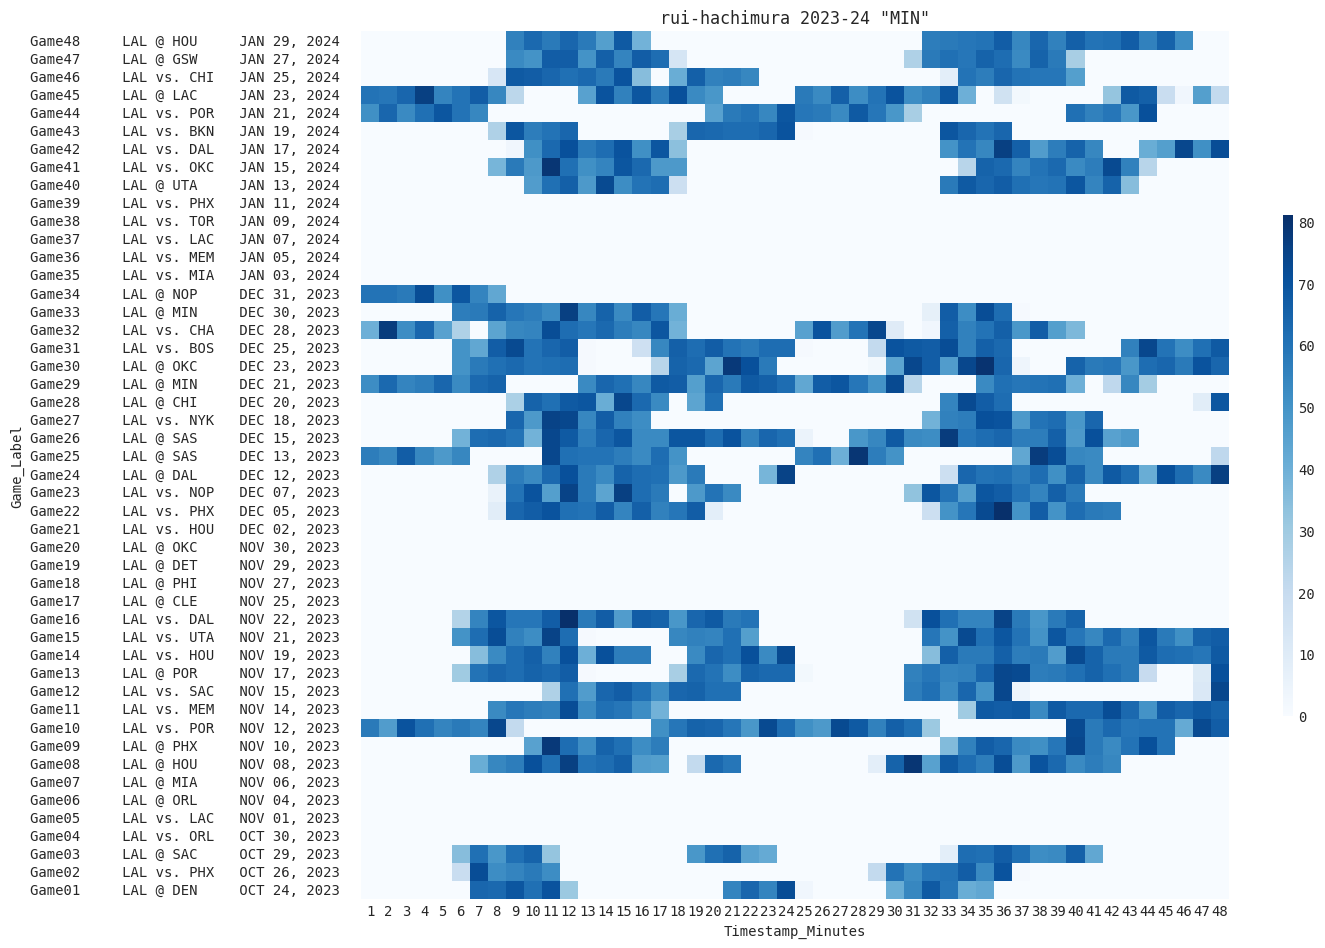 rui-hachimura 2023-24 "MIN"
Game48 LAL @ HOU JAN 29, 2024
Game47 LAL @ GSW JAN 27, 2024
Game46 LAL vs. CHI JAN 25, 2024
Game45 LAL @ LAC JAN 23, 2024
Game44 LAL vs. POR JAN 21, 2024
Game43 LAL vs. BKN JAN 19, 2024
Game42 LAL vs. DAL JAN 17, 2024
Game41 LAL vs. OKC JAN 15, 2024
Game40 LAL @ UTA JAN 13, 2024
Game39 LAL vs. PHX JAN 11, 2024
Game38 LAL vs. TOR JAN 09, 2024
Game37 LAL vs. LAC JAN 07, 2024
Game36 LAL vs. MEM JAN 05, 2024
Game35 LAL vs. MIA JAN 03, 2024
Game34 LAL @ NOP DEC 31, 2023
Game33 LAL @ MIN DEC 30, 2023
Game32 LAL vs. CHA DEC 28, 2023
Game31 LAL vs. BOS DEC 25, 2023
Game30 LAL @ OKC DEC 23, 2023
Game29 LAL @ MIN DEC 21, 2023
Game28 LAL @ CHI DEC 20, 2023
Game27 LAL vs. NYK DEC 18, 2023
Game26 LAL @ SAS DEC 15, 2023
Game25 LAL @ SAS DEC 13, 2023
Game24 LAL @ DAL DEC 12, 2023
Game23 LAL vs. NOP DEC 07, 2023
Game22 LAL vs. PHX DEC 05, 2023
Game21 LAL vs. HOU DEC 02, 2023
Game20 LAL @ OKC NOV 30, 2023
Game19 LAL @ DET NOV 29, 2023
Game18 LAL @ PHI NOV 27, 2023
Game17 LAL @ CLE NOV 25, 2023
Game16 LAL vs. DAL NOV 22, 2023
Game15 LAL vs. UTA NOV 21, 2023
Game14 LAL vs. HOU NOV 19, 2023
Game13 LAL @ POR NOV 17, 2023
Game12 LAL vs. SAC NOV 15, 2023
Game11 LAL vs. MEM NOV 14, 2023
Game10 LAL vs. POR NOV 12, 2023
Game09 LAL @ PHX NOV 10, 2023
Game08 LAL @ HOU NOV 08, 2023
Game07 LAL @ MIA NOV 06, 2023
Game06 LAL @ ORL NOV 04, 2023
Game05 LAL vs. LAC NOV 01, 2023
Game04 LAL vs. ORL OCT 30, 2023
Game03 LAL @ SAC OCT 29, 2023
Game02 LAL vs. PHX OCT 26, 2023
Game01 LAL @ DEN OCT 24, 2023
Game_Label
1 2 3 4 5 6 7 8 9 10 11 12 13 14 15 16 17 18 19 20 21 22 23 24 25 26 27 28 29 30 31 32 33 34 35 36 37 38 39 40 41 42 43 44 45 46 47 48
Timestamp_Minutes
80
70
60
50
40
30
20
10
0